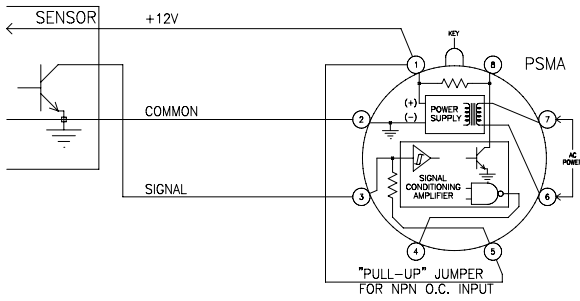 SENSOR
+12V
KEY
1
8
PSMA
(+)
(-)
POWER
SUPPLY
COMMON
2
7
AC
POWER
SIGNAL
CONDITIONING
AMPLIFIER
SIGNAL
3
6
4
5
"PULL-UP" JUMPER
FOR NPN O.C. INPUT